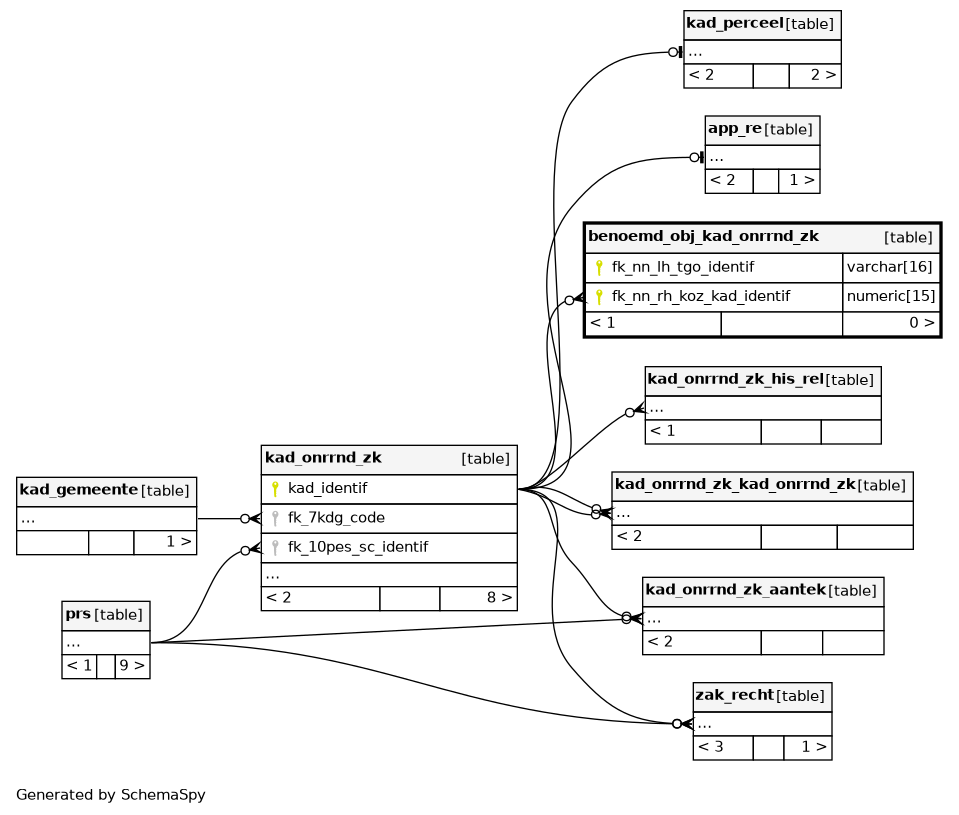 kad_perceel [table]
...
< 2 2 >
app_re [table]
...
< 2 1 >
benoemd_obj_kad_onrrnd_zk [table]
fk_nn_lh_tgo_identif varchar[16]
fk_nn_rh_koz_kad_identif numeric[15]
< 1 0 >
kad_onrrnd_zk_his_rel [table]
...
< 1
kad_onrrnd_zk [table]
kad_identif
fk_7kdg_code
fk_10pes_sc_identif
...
< 2 8 >
kad_gemeente [table]
...
1 >
kad_onrrnd_zk_kad_onrrnd_zk [table]
...
< 2
prs [table]
...
< 1 9 >
kad_onrrnd_zk_aantek [table]
...
< 2
zak_recht [table]
...
< 3 1 >
Generated by SchemaSpy